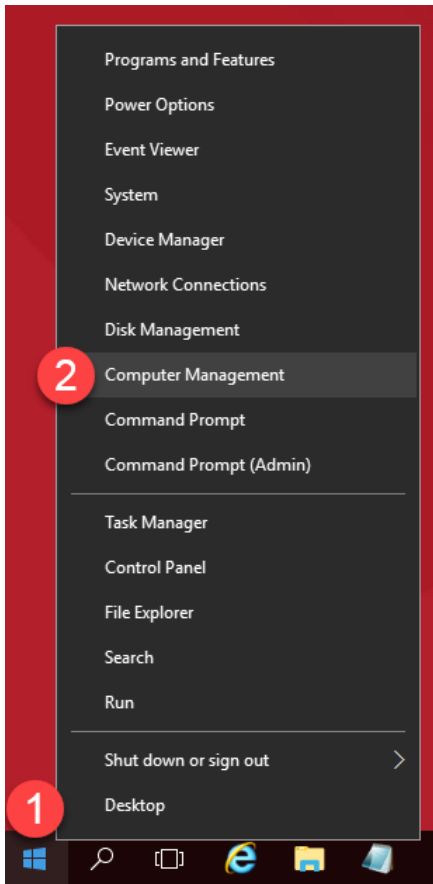 Programs and Features
Power Options
Event Viewer
System
Device Manager
Network Connections
Disk Management
2 Computer Management
Command Prompt
Command Prompt (Admin)
Task Manager
Control Panel
File Explorer
Search
Run
Shut down or sign out
1 Desktop